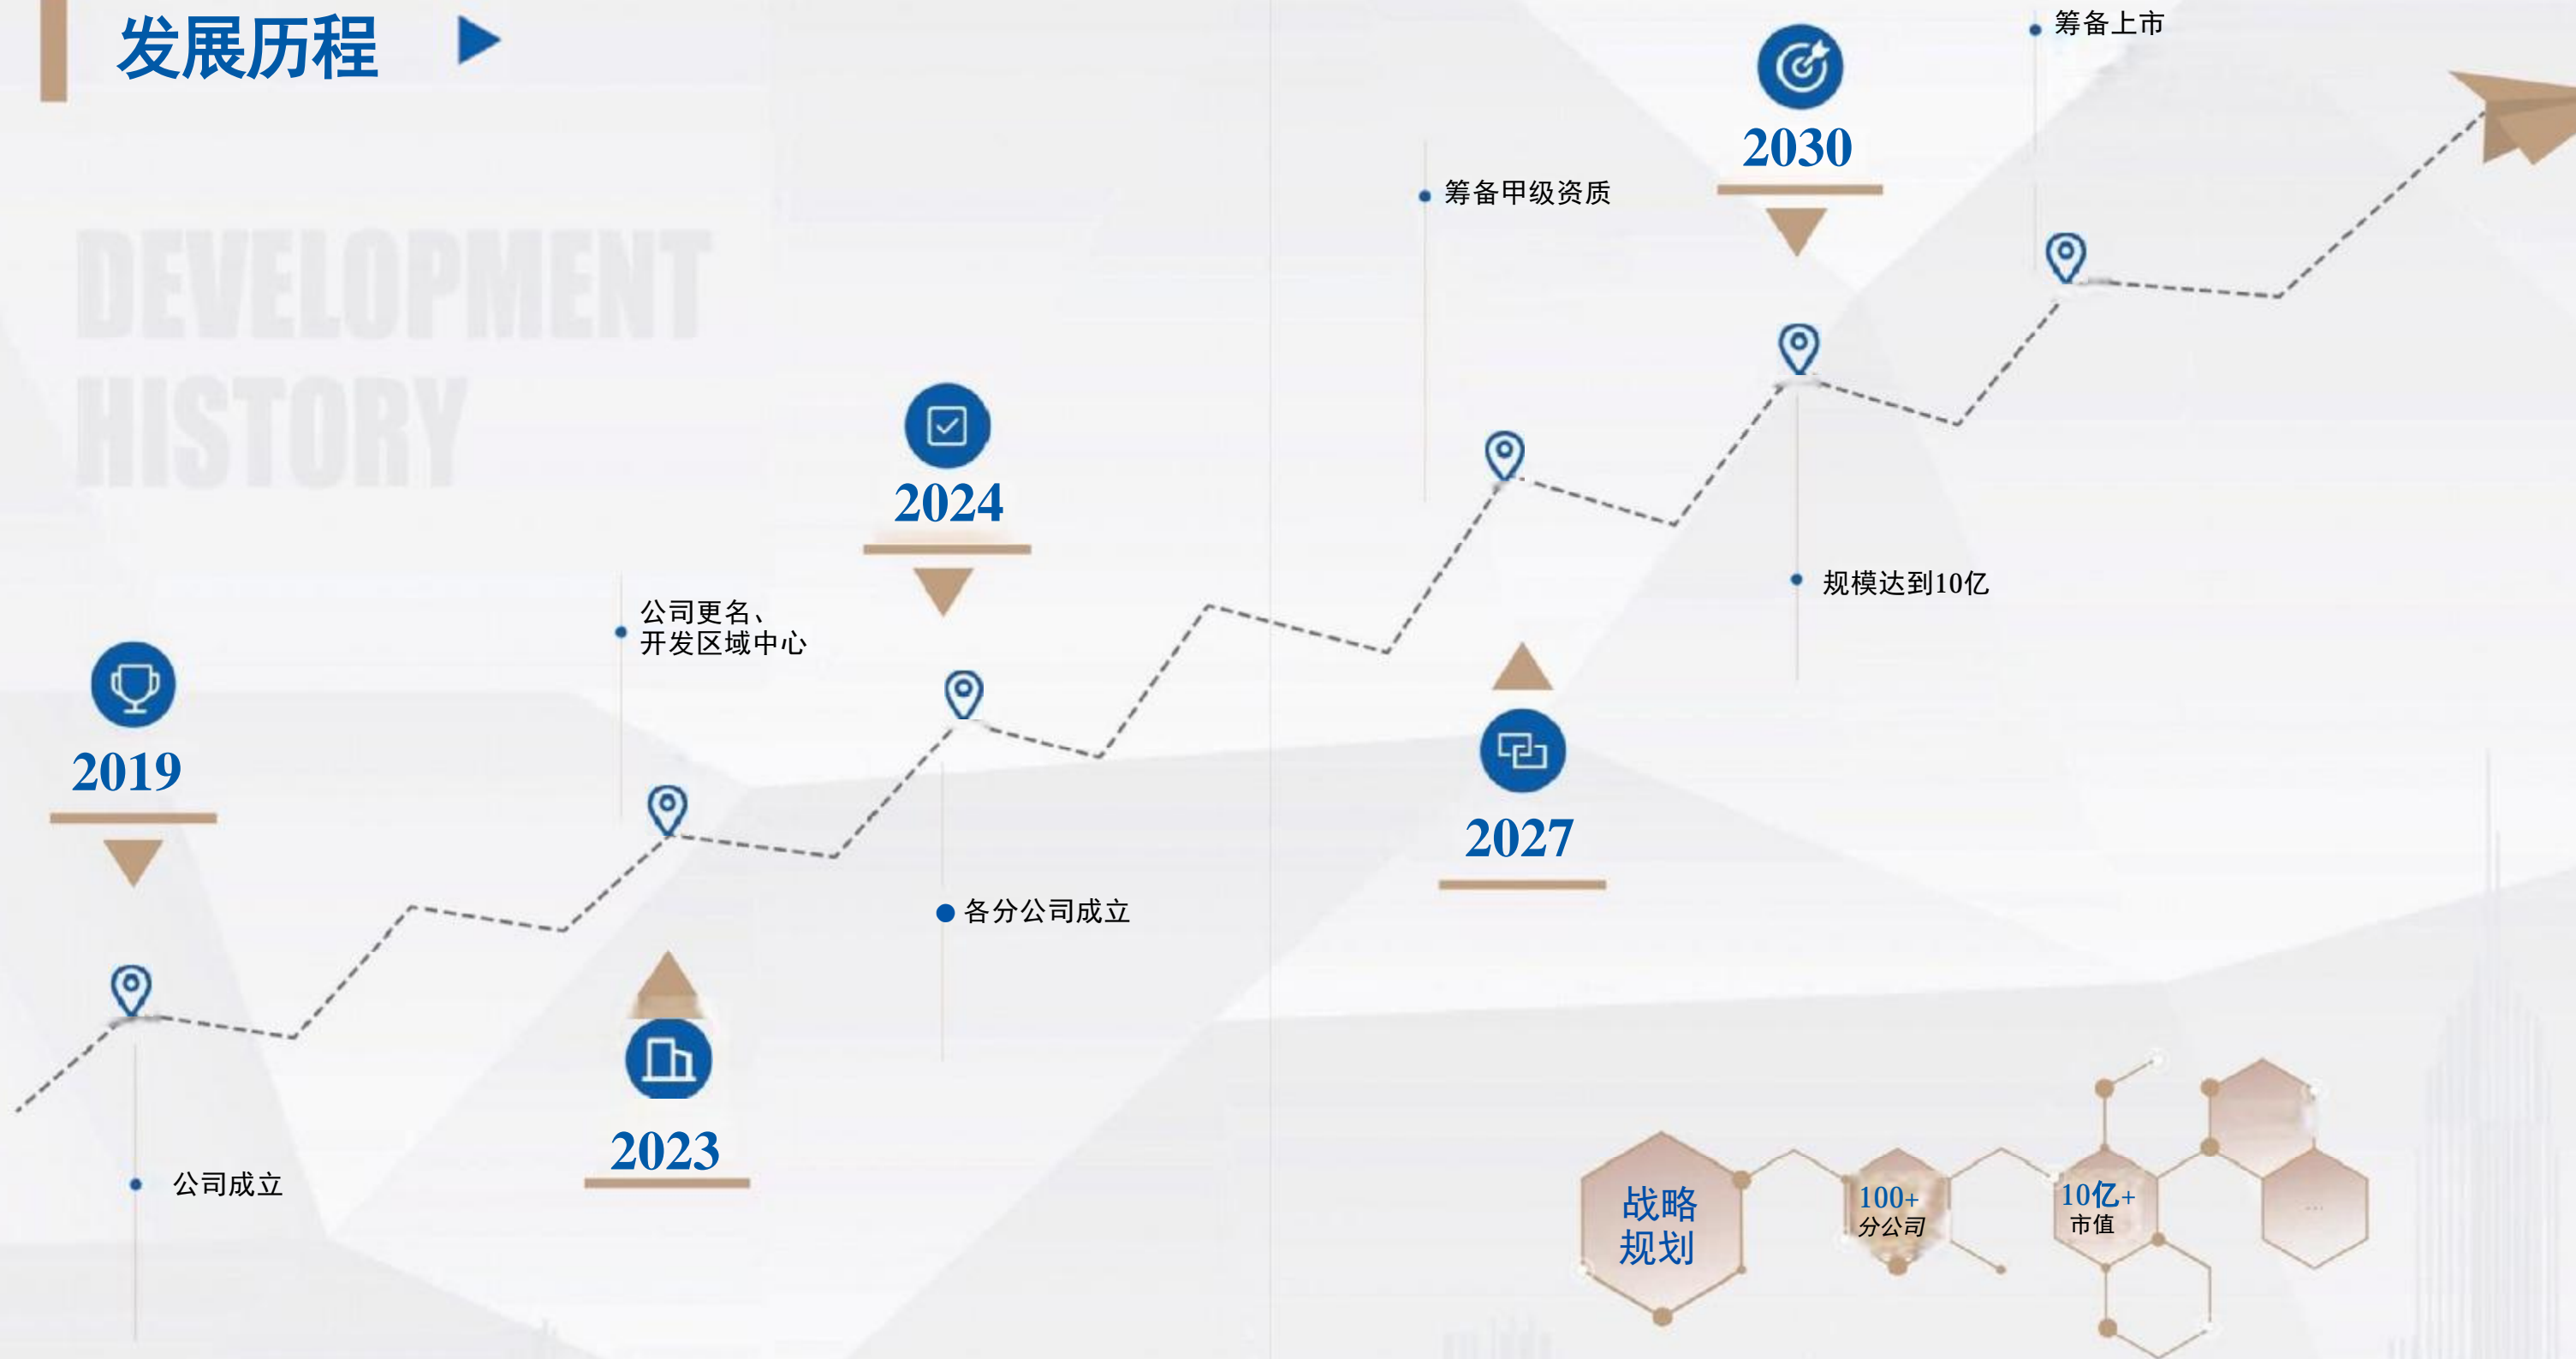 发展历程
DEVELOPMENT
HISTORY
2019
公司成立
公司更名、
开发区域中心
2023
2024
各分公司成立
筹备甲级资质
2027
2030
规模达到10亿
筹备上市
战略
规划
100+
分公司
10亿+
市值
...